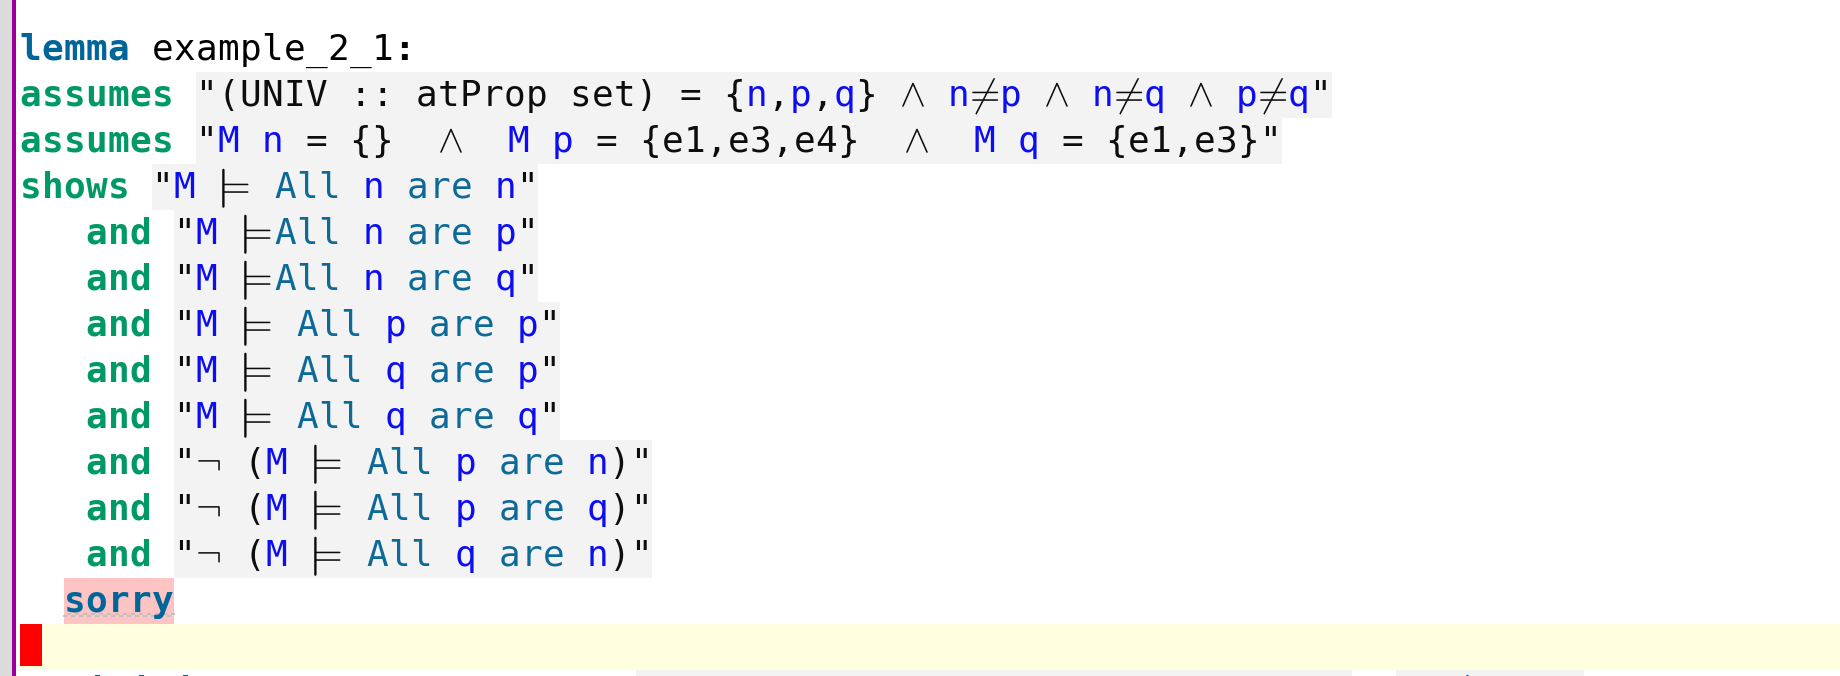 lemma example_2_1:
assumes "(UNIV :: atProp set) = {n,p,q} ∧ n≠p ∧ n≠q ∧ p≠q"
assumes "M n = {}  ∧  M p = {e1,e3,e4}  ∧  M q = {e1,e3}"
shows "M ⊨ All n are n"
   and "M ⊨All n are p"
   and "M ⊨All n are q"
   and "M ⊨ All p are p"
   and "M ⊨ All q are p"
   and "M ⊨ All q are q"
   and "¬ (M ⊨ All p are n)"
   and "¬ (M ⊨ All p are q)"
   and "¬ (M ⊨ All q are n)"
  sorry